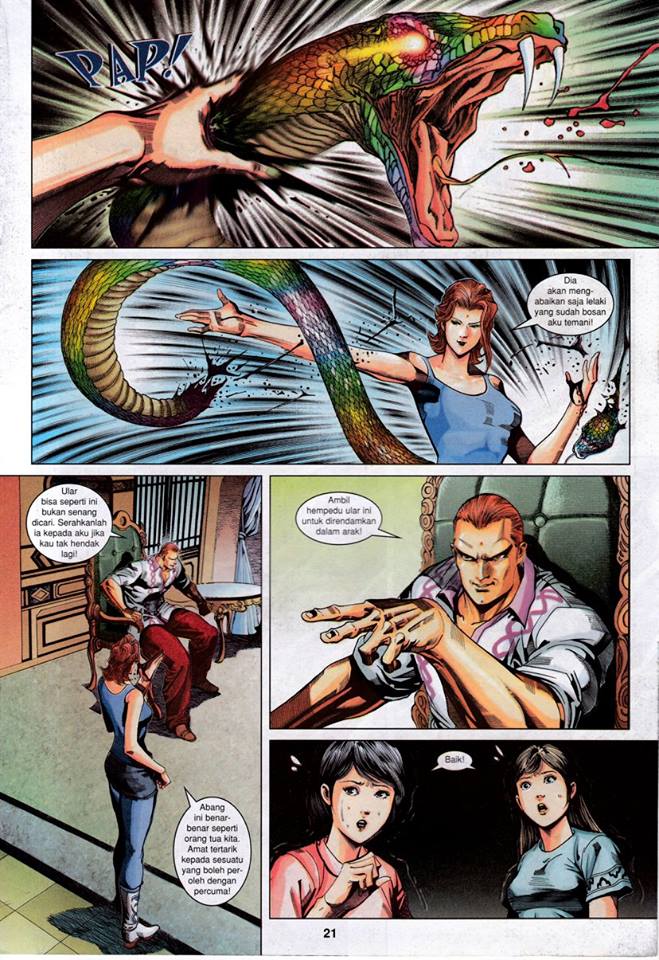 PAP!
Dia
akan meng-
abaikan saja lelaki
yang sudah bosan
aku temani!
Ular
bisa seperti ini
bukan senang
dicari. Serahkanlah
ia kepada aku jika
kau tak hendak
lagi!
Ambil
hempedu ular ini
untuk direndamkan
dalam arak!
Abang
ini benar-
benar seperti
orang tua kita.
Amat tertarik
kepada sesuatu
yang boleh per-
oleh dengan
percuma!
Baik!
21